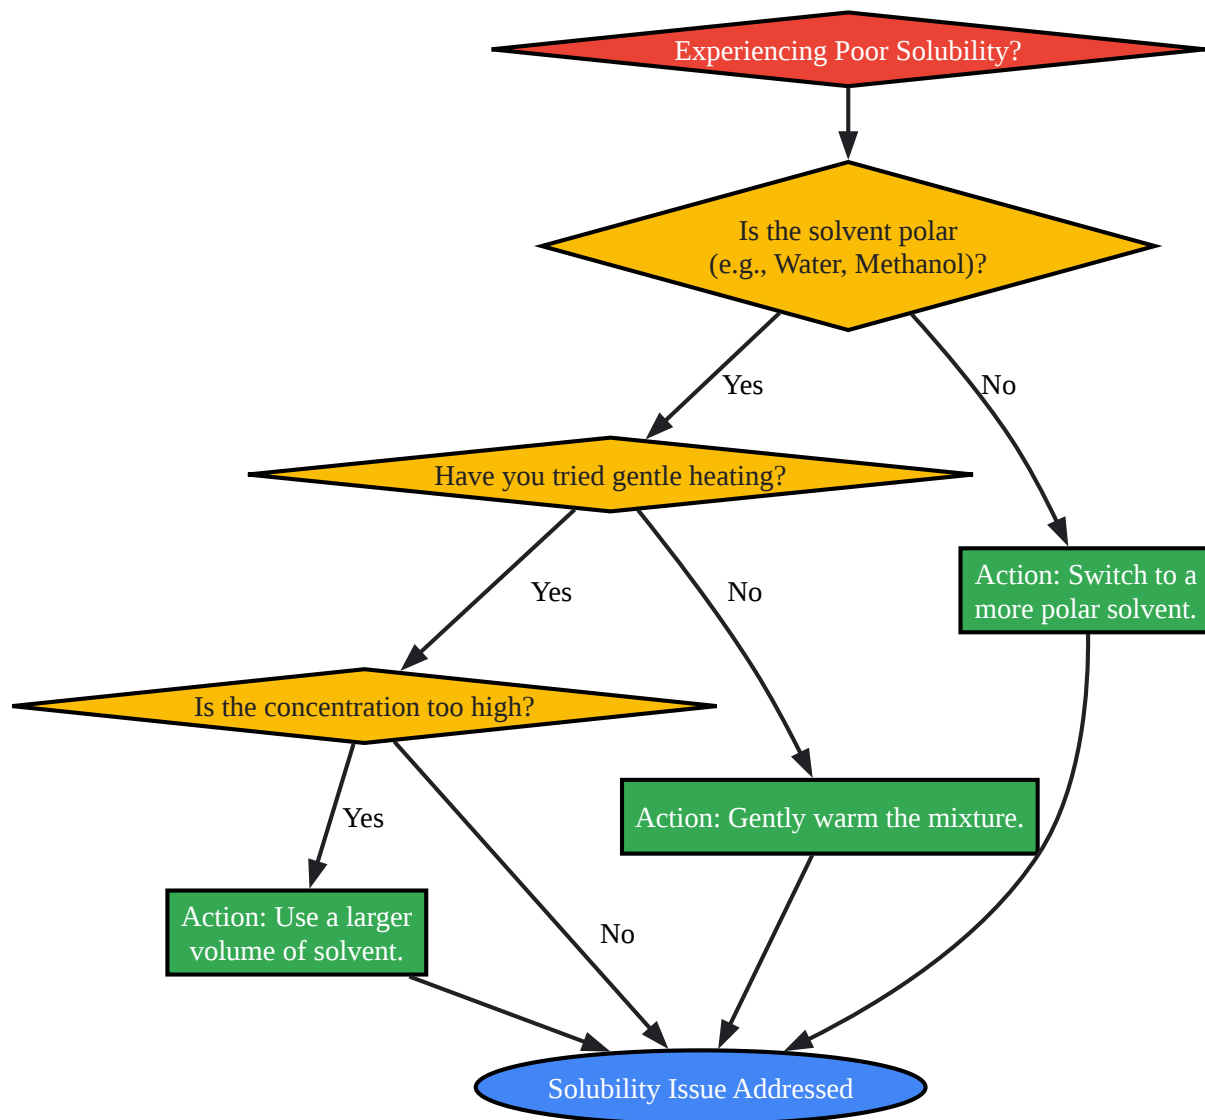 Experiencing Poor Solubility?
Is the solvent polar
(e.g., Water, Methanol)?
Yes
No
Have you tried gentle heating?
Yes
No
Action: Switch to a
more polar solvent.
Is the concentration too high?
Yes
Action: Gently warm the mixture.
Action: Use a larger
volume of solvent.
No
Solubility Issue Addressed